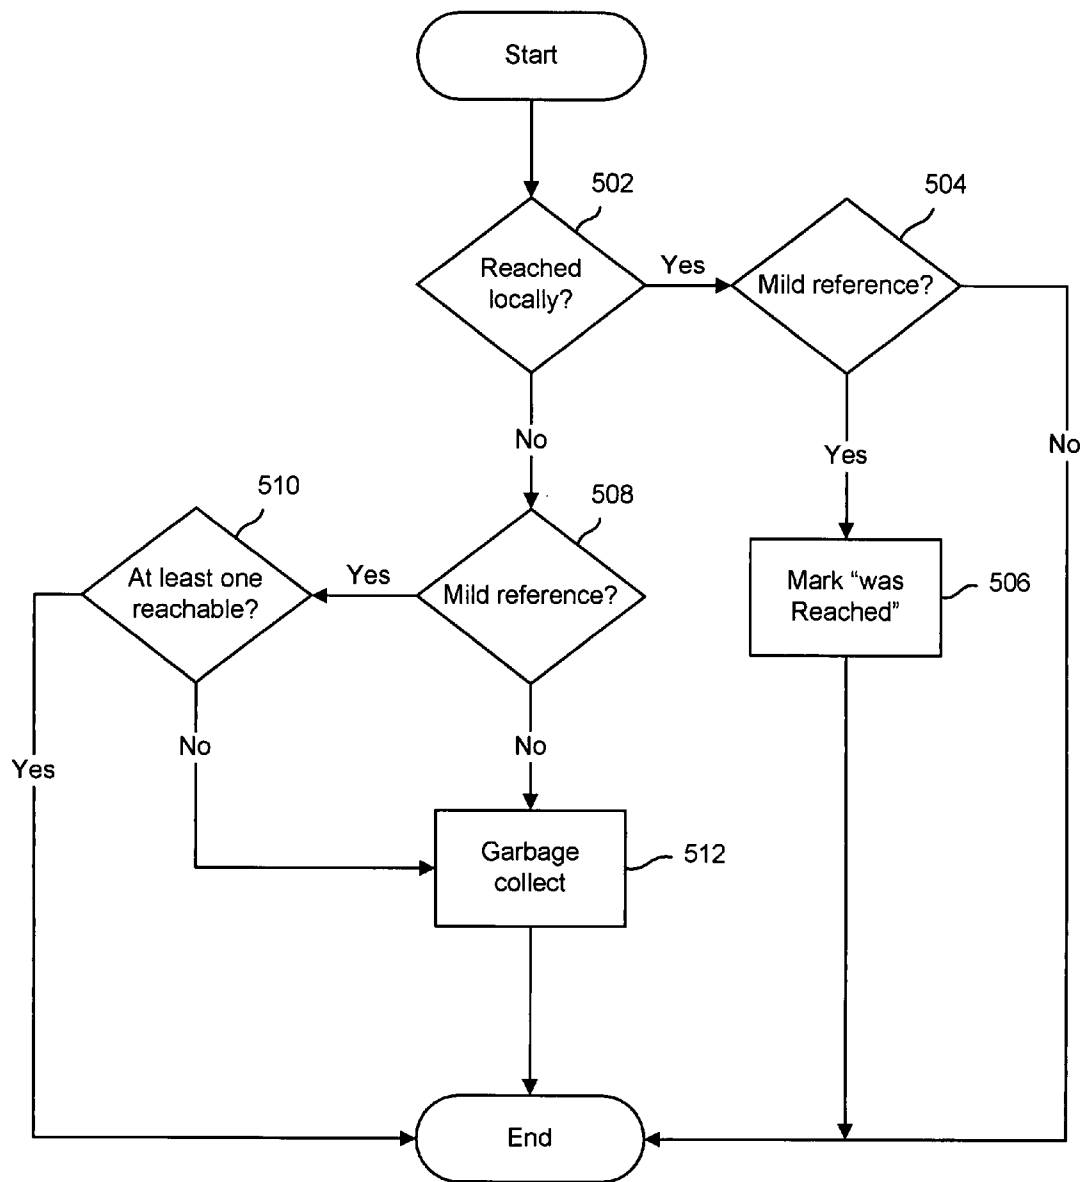 Start
502
504
Reached
locally?
Yes
Mild reference?
No
Yes
No
510
508
At least one
reachable?
Yes
Mild reference?
Mark “was
Reached”
506
Yes
No
No
Garbage
collect
512
End